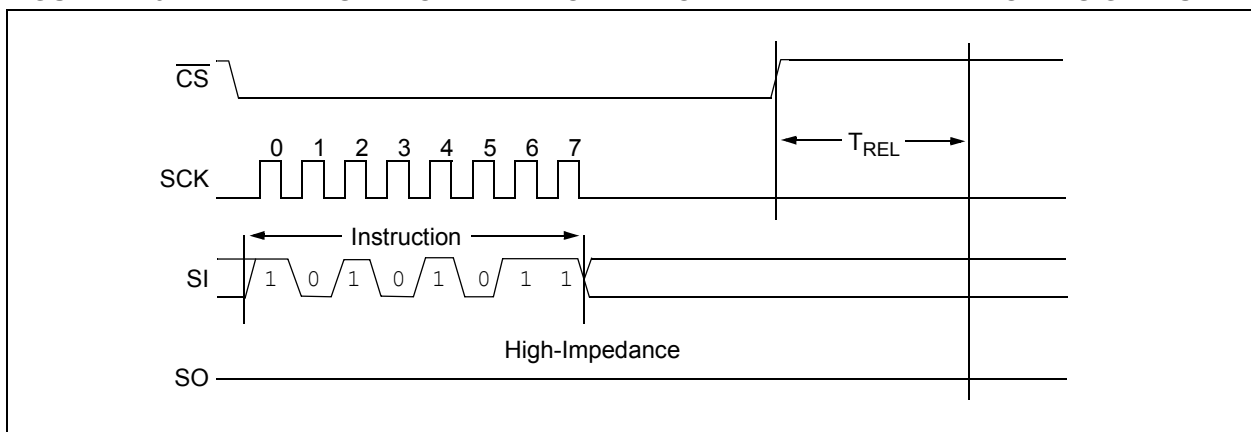 CS
0 1 2 3 4 5 6 7
T_REL
SCK
Instruction
SI
1 0 1 0 1 0 1 1
High-Impedance
SO